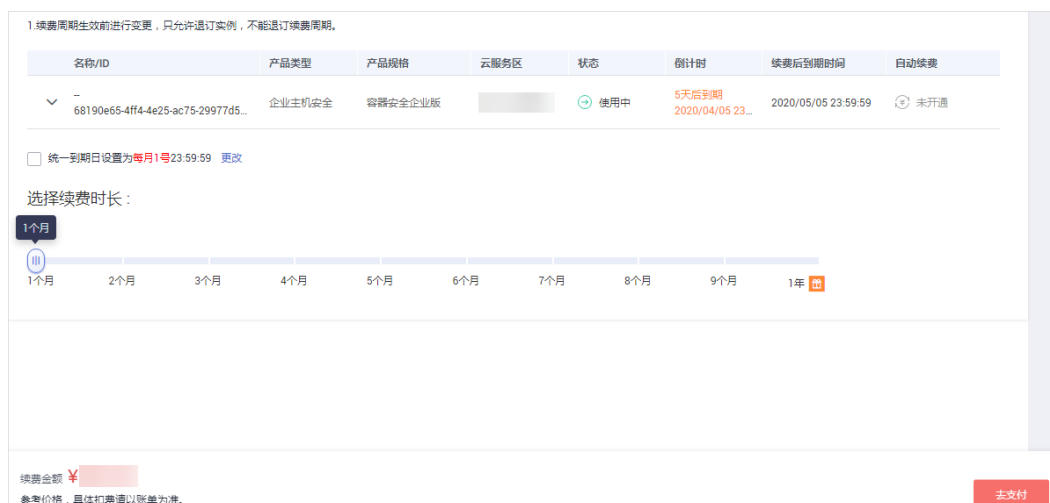 1.续费周期生效前进行变更，只允许退订实例，不能退订续费周期。
名称/ID 产品类型 产品规格 云服务区 状态 倒计时 续费后到期时间 自动续费
--
68190e65-4ff4-4e25-ac75-29977d5... 企业主机安全 容器安全企业版 使用中 5天后到期 2020/05/05 23:59:59 未开通
2020/04/05 23...
统一到期日设置为每月1号23:59:59 更改
选择续费时长：
1个月
1个月 2个月 3个月 4个月 5个月 6个月 7个月 8个月 9个月 1年
续费金额 ¥
参考价格，具体扣费请以账单为准。
去支付